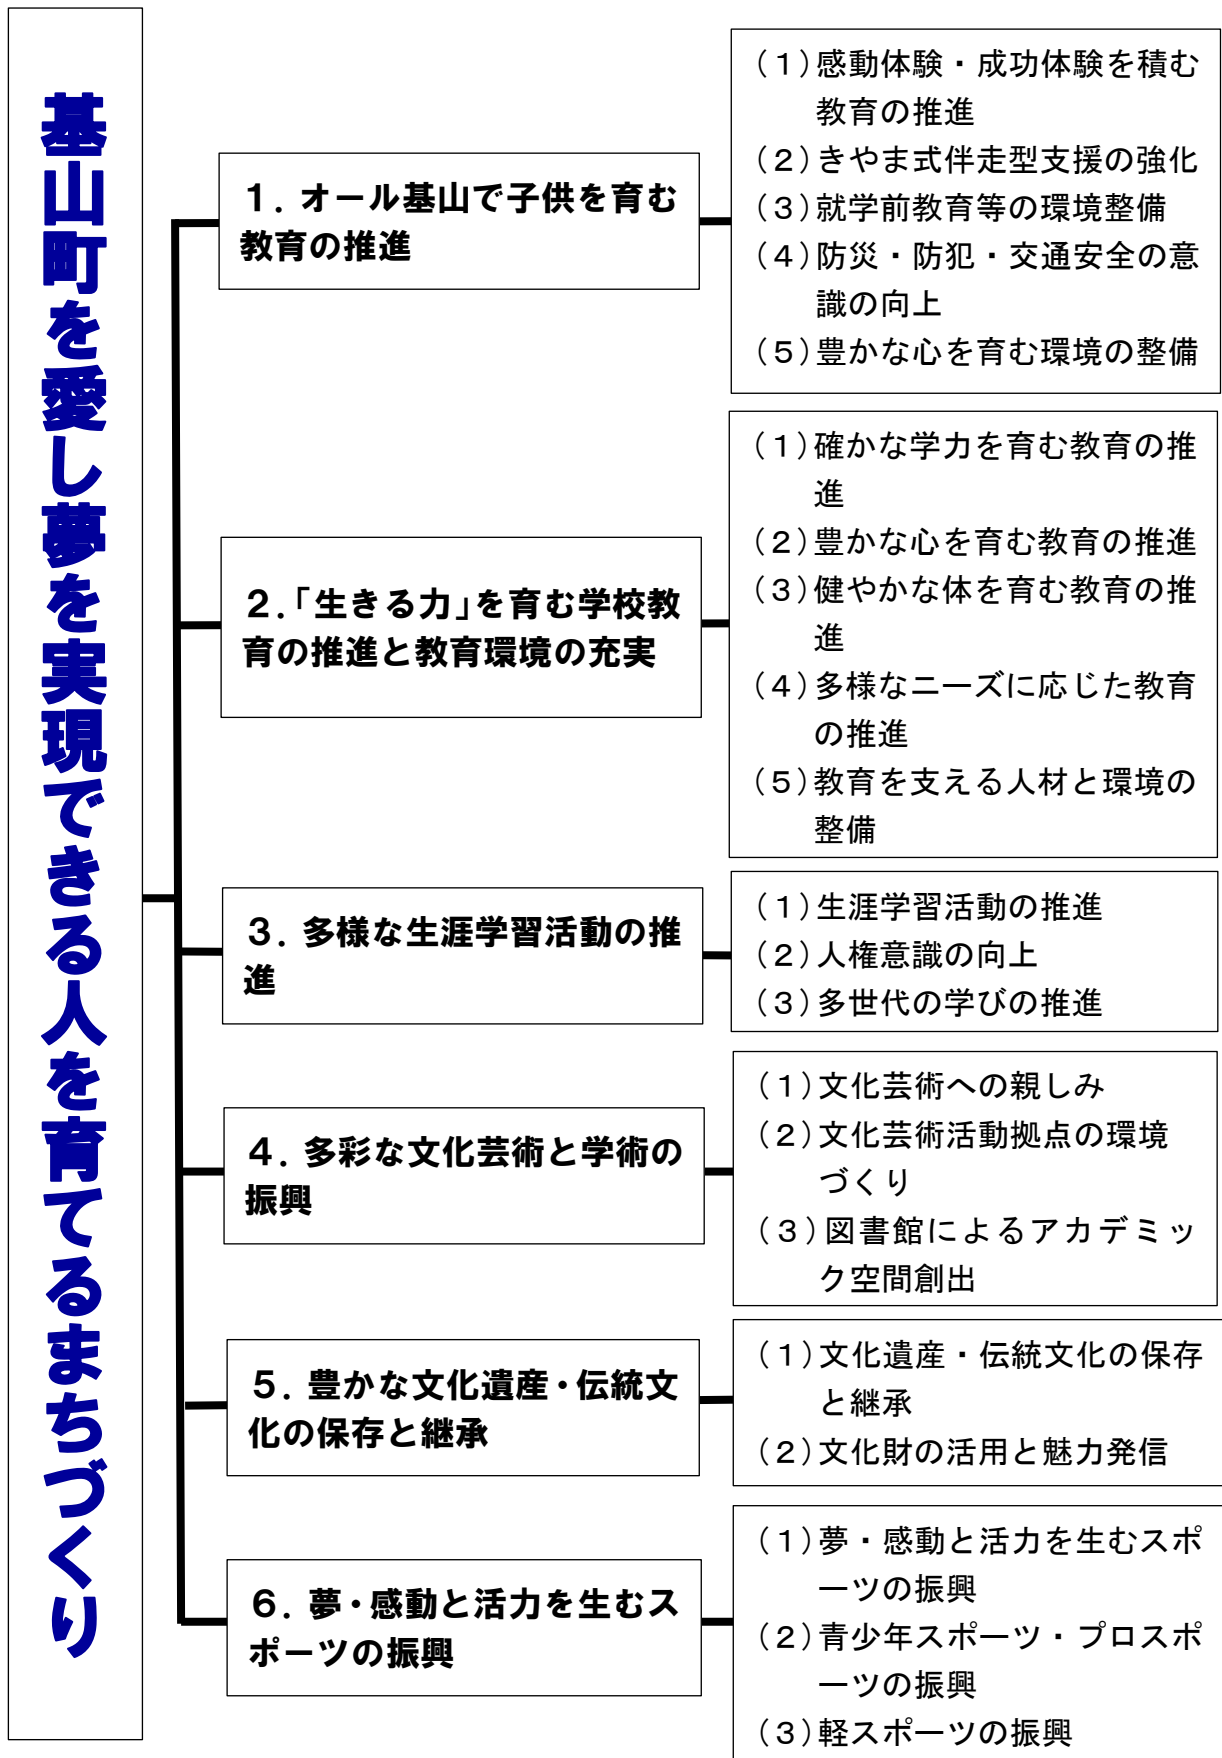 基山町を愛し夢を実現できる人を育てるまちづくり
１．オール基山で子供を育む
教育の推進
（１）感動体験・成功体験を積む
教育の推進
（２）きやま式伴走型支援の強化
（３）就学前教育等の環境整備
（４）防災・防犯・交通安全の意
識の向上
（５）豊かな心を育む環境の整備
２．「生きる力」を育む学校教
育の推進と教育環境の充実
（１）確かな学力を育む教育の推
進
（２）豊かな心を育む教育の推進
（３）健やかな体を育む教育の推
進
（４）多様なニーズに応じた教育
の推進
（５）教育を支える人材と環境の
整備
３．多様な生涯学習活動の推
進
（１）生涯学習活動の推進
（２）人権意識の向上
（３）多世代の学びの推進
４．多彩な文化芸術と学術の
振興
（１）文化芸術への親しみ
（２）文化芸術活動拠点の環境
づくり
（３）図書館によるアカデミッ
ク空間創出
５．豊かな文化遺産・伝統文
化の保存と継承
（１）文化遺産・伝統文化の保存
と継承
（２）文化財の活用と魅力発信
６．夢・感動と活力を生むス
ポーツの振興
（１）夢・感動と活力を生むスポ
ーツの振興
（２）青少年スポーツ・プロスポ
ーツの振興
（３）軽スポーツの振興